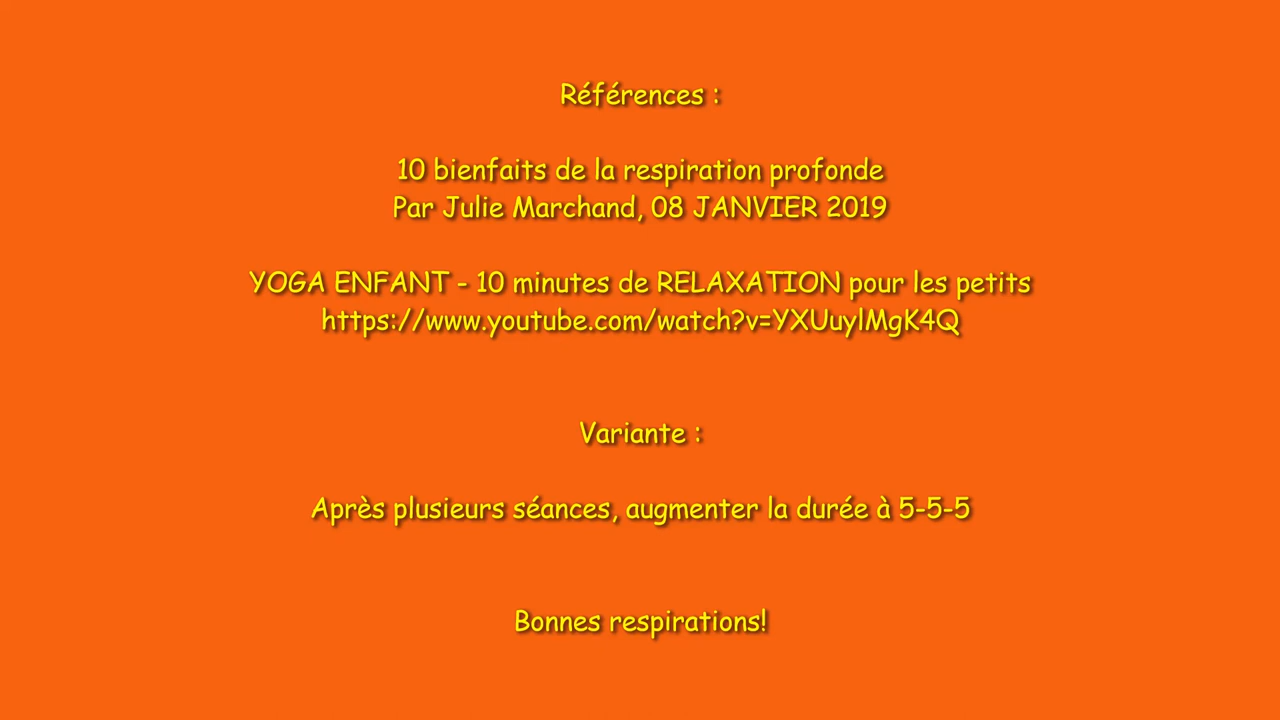 Références :
10 bienfaits de la respiration profonde
Par Julie Marchand, 08 JANVIER 2019
YOGA ENFANT - 10 minutes de RELAXATION pour les petits
https://www.youtube.com/watch?v=YXUuylMgK4Q
Variante :
Après plusieurs séances, augmenter la durée à 5-5-5
Bonnes respirations!